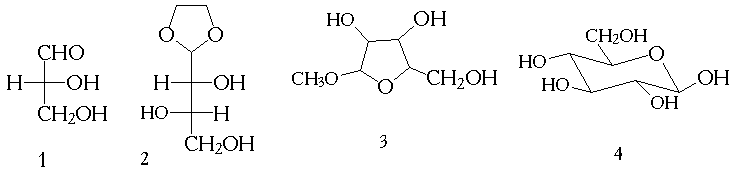 CHO
H OH
CH₂OH
1
O O
H OH
HO H
CH₂OH
2
HO OH
CH₃O O CH₂OH
3
CH₂OH
HO O
HO OH
OH
4